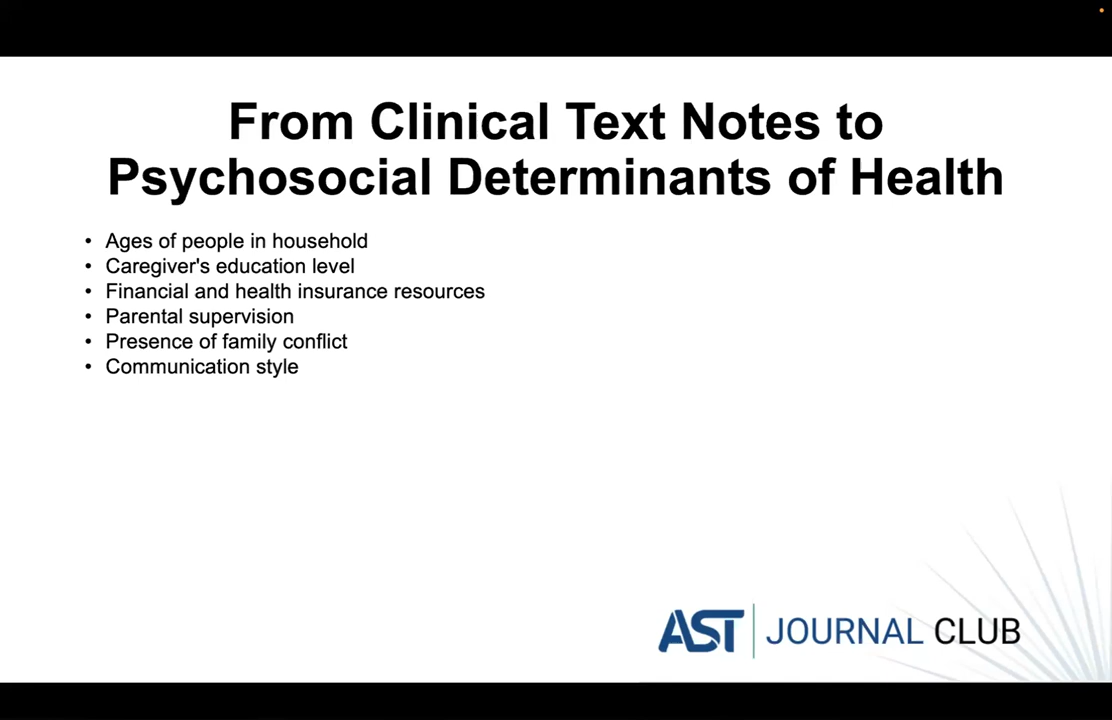 From Clinical Text Notes to
Psychosocial Determinants of Health
• Ages of people in household
• Caregiver's education level
• Financial and health insurance resources
• Parental supervision
• Presence of family conflict
• Communication style
AST JOURNAL CLUB